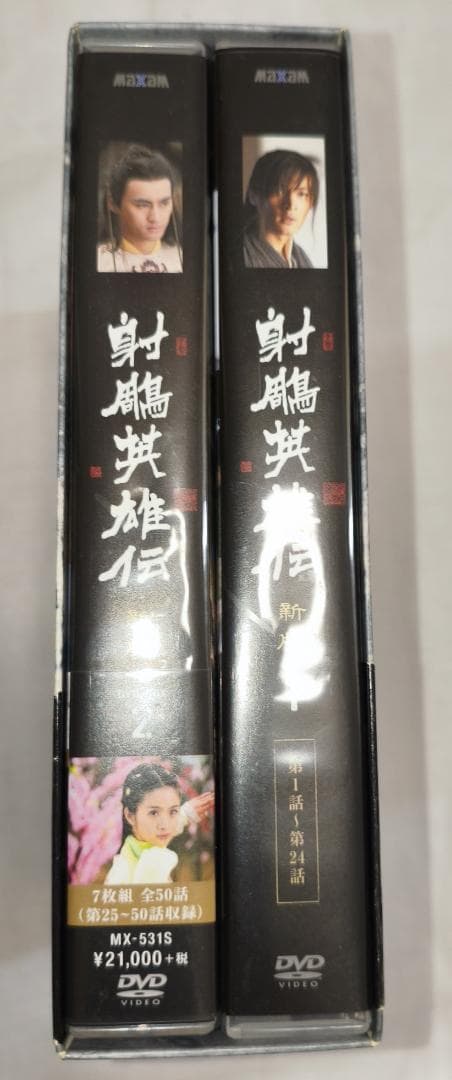 maxam
射鵰英雄伝
新
2
7枚組 全50話
(第25~50話収録)
MX-531S
¥21,000+税
DVD
VIDEO
maxam
射鵰英雄伝
新
1
第1話~第24話
DVD
VIDEO